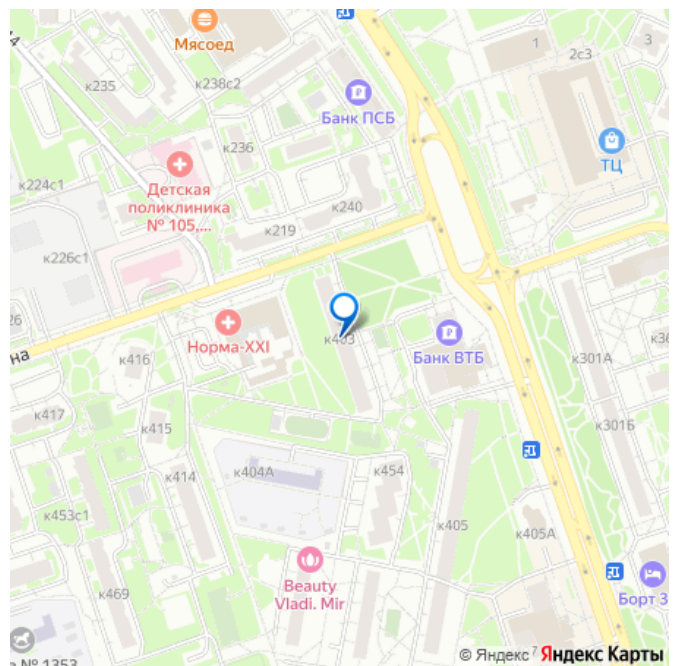 Мясоед
к235
к238с2
1
2с3
3
Банк ПСБ
к236
ТЦ
Детская
поликлиника
№ 105,...
к224с1
к240
к219
к226с1
26
на
Норма-XXI
к403
Банк ВТБ
к301А
к36
к416
к417
к415
к301Б
к414
к404А
к454
к453с1
к405
к405А
к469
Beauty
Vladi. Mir
Борт 3
№ 1353
© Яндекс
7
Яндекс Карты